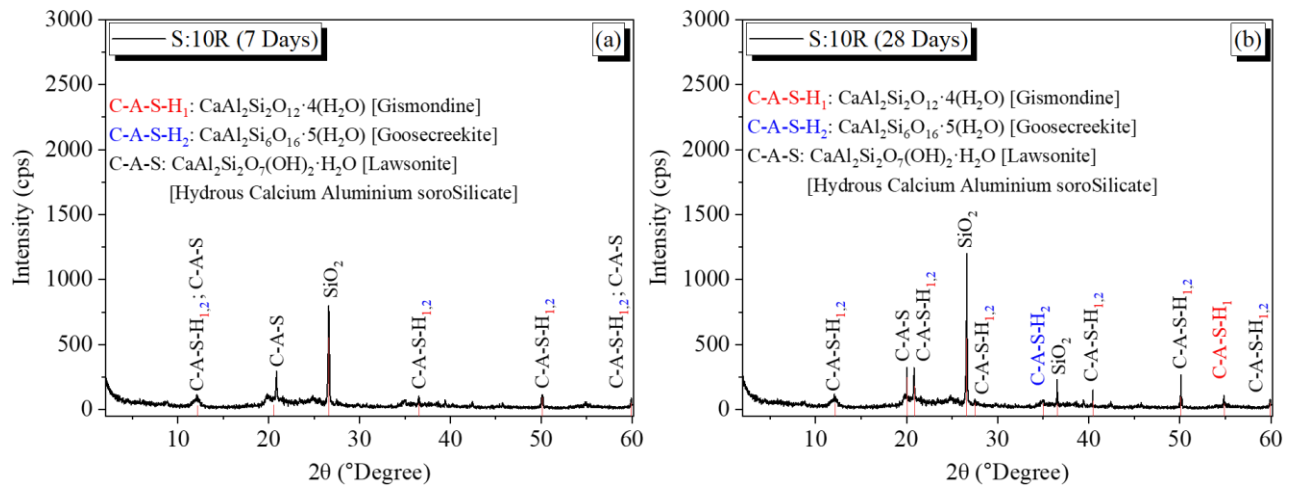 S:10R (7 Days)
(a)
C-A-S-H₁: CaAl₂Si₂O₁₂·4(H₂O) [Gismondine]
C-A-S-H₂: CaAl₂Si₆O₁₆·5(H₂O) [Goosecreekite]
C-A-S: CaAl₂Si₂O₇(OH)₂·H₂O [Lawsonite]
[Hydrous Calcium Aluminium soroSilicate]
3000
2500
2000
1500
1000
500
0
Intensity (cps)
C-A-S-H₁,₂; C-A-S
C-A-S
SiO₂
C-A-S-H₁,₂
C-A-S-H₁,₂
C-A-S-H₁,₂; C-A-S
10
20
30
40
50
60
2θ (°Degree)
S:10R (28 Days)
(b)
C-A-S-H₁: CaAl₂Si₂O₁₂·4(H₂O) [Gismondine]
C-A-S-H₂: CaAl₂Si₆O₁₆·5(H₂O) [Goosecreekite]
C-A-S: CaAl₂Si₂O₇(OH)₂·H₂O [Lawsonite]
[Hydrous Calcium Aluminium soroSilicate]
3000
2500
2000
1500
1000
500
0
Intensity (cps)
C-A-S-H₁,₂
C-A-S
C-A-S-H₁,₂
SiO₂
C-A-S-H₁,₂
C-A-S-H₂
SiO₂
C-A-S-H₁,₂
C-A-S-H₁,₂
C-A-S-H₁
C-A-S-H₁,₂
10
20
30
40
50
60
2θ (°Degree)